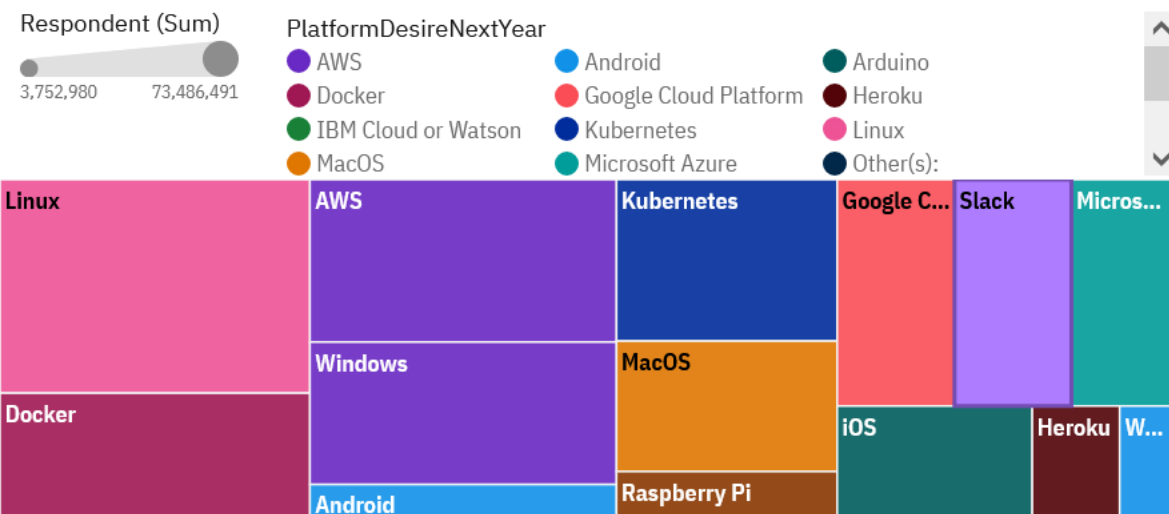 Respondent (Sum)
3,752,980 73,486,491
PlatformDesireNextYear
AWS Android Arduino
Docker Google Cloud Platform Heroku
IBM Cloud or Watson Kubernetes Linux
MacOS Microsoft Azure Other(s):
Linux AWS Kubernetes Google C... Slack Micros...
Windows MacOS
Docker iOS Heroku W...
Android Raspberry Pi